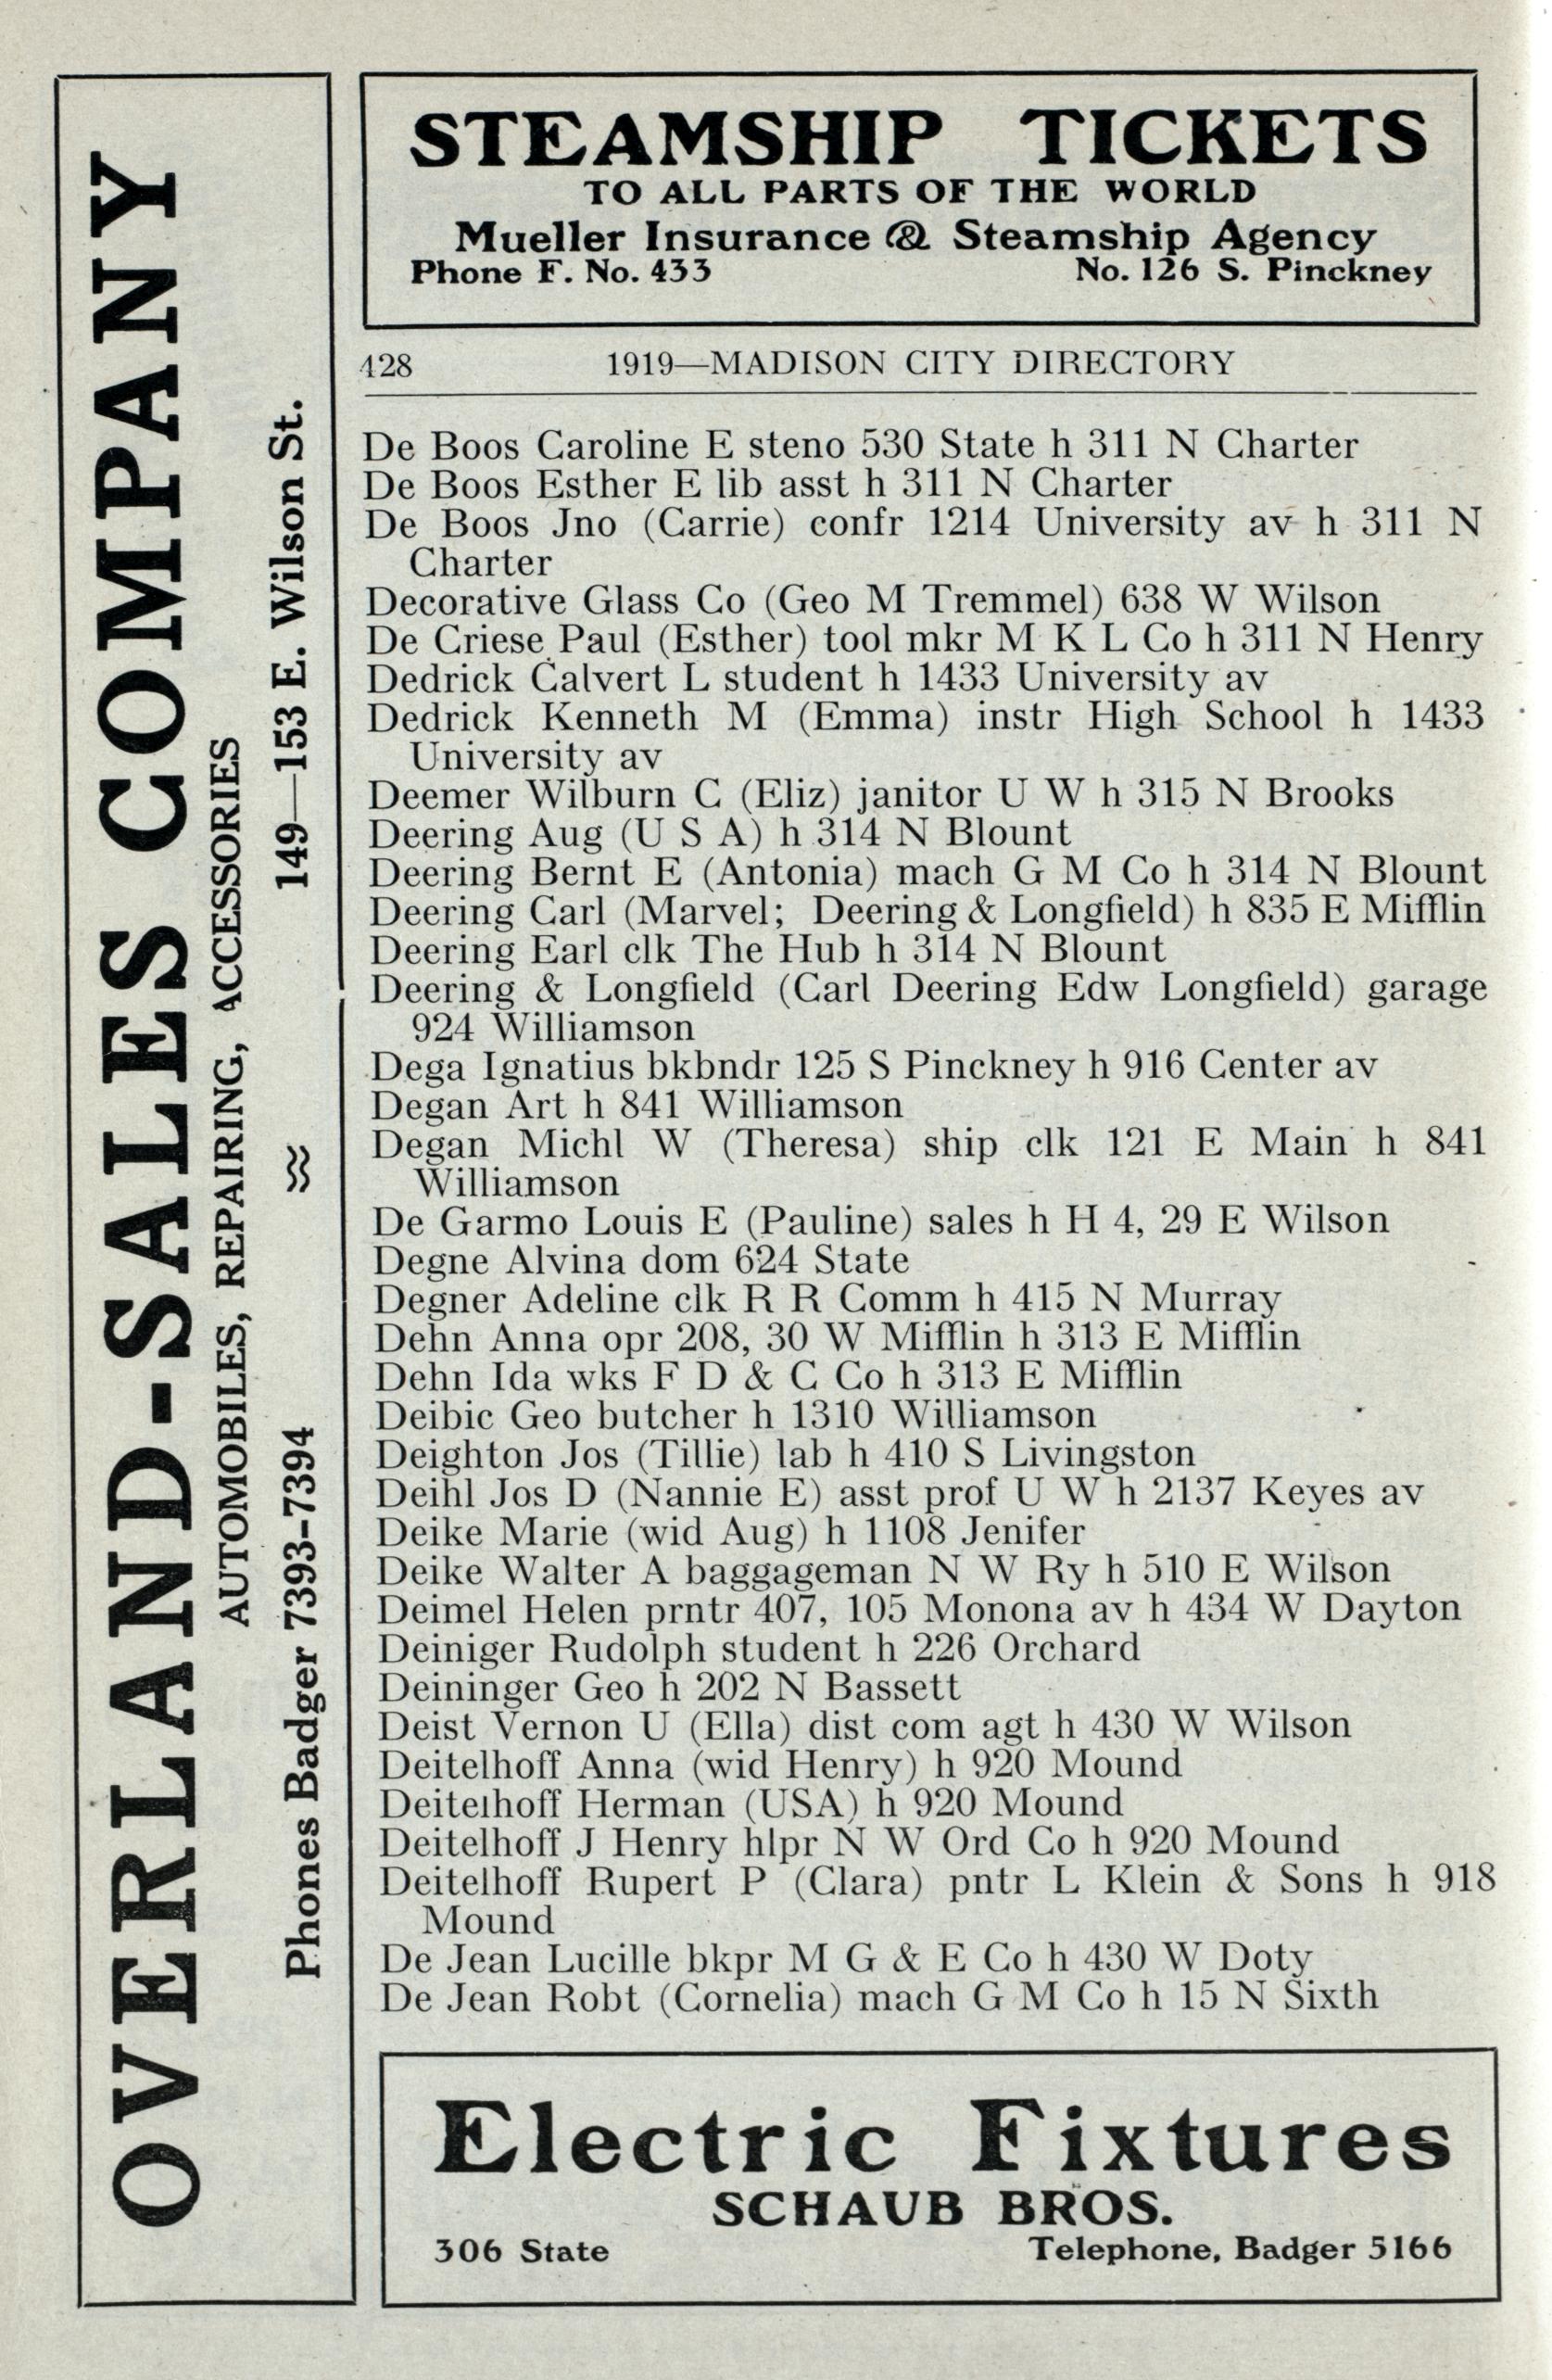 OVERLAND-SALES COMPANY
AUTOMOBILES, REPAIRING, ACCESSORIES
Phones Badger 7393-7394 149—153 E. Wilson St.
STEAMSHIP TICKETS
TO ALL PARTS OF THE WORLD
Mueller Insurance & Steamship Agency
Phone F. No. 433 No. 126 S. Pinckney
428 1919—MADISON CITY DIRECTORY
De Boos Caroline E steno 530 State h 311 N Charter
De Boos Esther E lib asst h 311 N Charter
De Boos Jno (Carrie) confr 1214 University av h 311 N
Charter
Decorative Glass Co (Geo M Tremmel) 638 W Wilson
De Criese Paul (Esther) tool mkr M K L Co h 311 N Henry
Dedrick Calvert L student h 1433 University av
Dedrick Kenneth M (Emma) instr High School h 1433
University av
Deemer Wilburn C (Eliz) janitor U W h 315 N Brooks
Deering Aug (U S A) h 314 N Blount
Deering Bernt E (Antonia) mach G M Co h 314 N Blount
Deering Carl (Marvel; Deering & Longfield) h 835 E Mifflin
Deering Earl clk The Hub h 314 N Blount
Deering & Longfield (Carl Deering Edw Longfield) garage
924 Williamson
Dega Ignatius bkbndr 125 S Pinckney h 916 Center av
Degan Art h 841 Williamson
Degan Michl W (Theresa) ship clk 121 E Main h 841
Williamson
De Garmo Louis E (Pauline) sales h H 4, 29 E Wilson
Degne Alvina dom 624 State
Degner Adeline clk R R Comm h 415 N Murray
Dehn Anna opr 208, 30 W Mifflin h 313 E Mifflin
Dehn Ida wks F D & C Co h 313 E Mifflin
Deibic Geo butcher h 1310 Williamson
Deighton Jos (Tillie) lab h 410 S Livingston
Deihl Jos D (Nannie E) asst prof U W h 2137 Keyes av
Deike Marie (wid Aug) h 1108 Jenifer
Deike Walter A baggageman N W Ry h 510 E Wilson
Deimel Helen prntr 407, 105 Monona av h 434 W Dayton
Deiniger Rudolph student h 226 Orchard
Deininger Geo h 202 N Bassett
Deist Vernon U (Ella) dist com agt h 430 W Wilson
Deitelhoff Anna (wid Henry) h 920 Mound
Deitelhoff Herman (USA) h 920 Mound
Deitelhoff J Henry hlpr N W Ord Co h 920 Mound
Deitelhoff Rupert P (Clara) pntr L Klein & Sons h 918
Mound
De Jean Lucille bkpr M G & E Co h 430 W Doty
De Jean Robt (Cornelia) mach G M Co h 15 N Sixth
Electric Fixtures
SCHAUB BROS.
306 State Telephone, Badger 5166